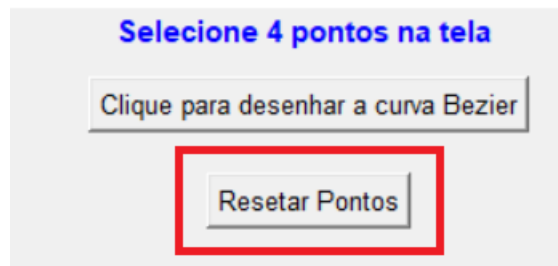 Selecione 4 pontos na tela
Clique para desenhar a curva Bezier
Resetar Pontos